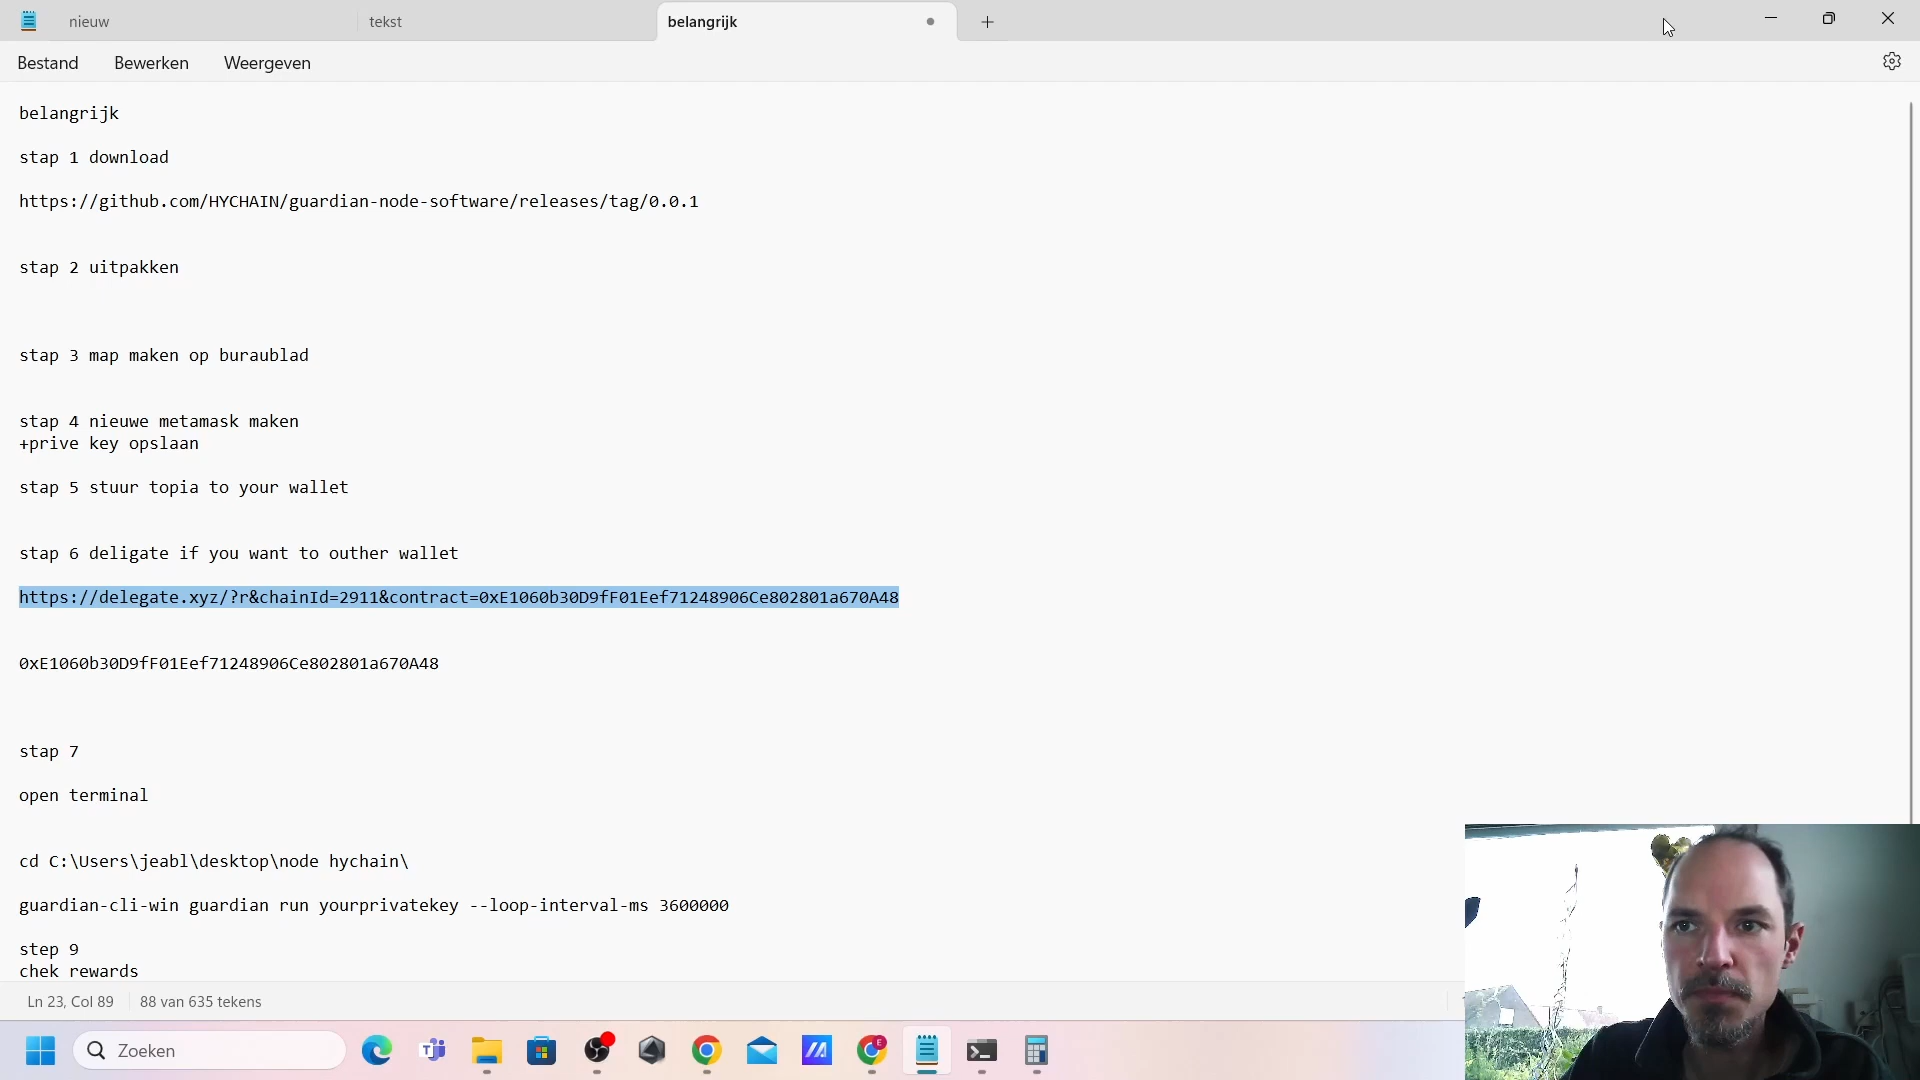 nieuw
tekst
belangrijk
Bestand
Bewerken
Weergeven
belangrijk
stap 1 download
https://github.com/HYCHAIN/guardian-node-software/releases/tag/0.0.1
stap 2 uitpakken
stap 3 map maken op buraublad
stap 4 nieuwe metamask maken
+prive key opslaan
stap 5 stuur topia to your wallet
stap 6 deligate if you want to outher wallet
https://delegate.xyz/?r&chainId=2911&contract=0xE1060b30D9fF01Eef71248906Ce802801a670A48
0xE1060b30D9fF01Eef71248906Ce802801a670A48
stap 7
open terminal
cd C:\Users\jeabl\desktop\node hychain\
guardian-cli-win guardian run yourprivatekey --loop-interval-ms 3600000
step 9
chek rewards
Ln 23, Col 89
88 van 635 tekens
Zoeken